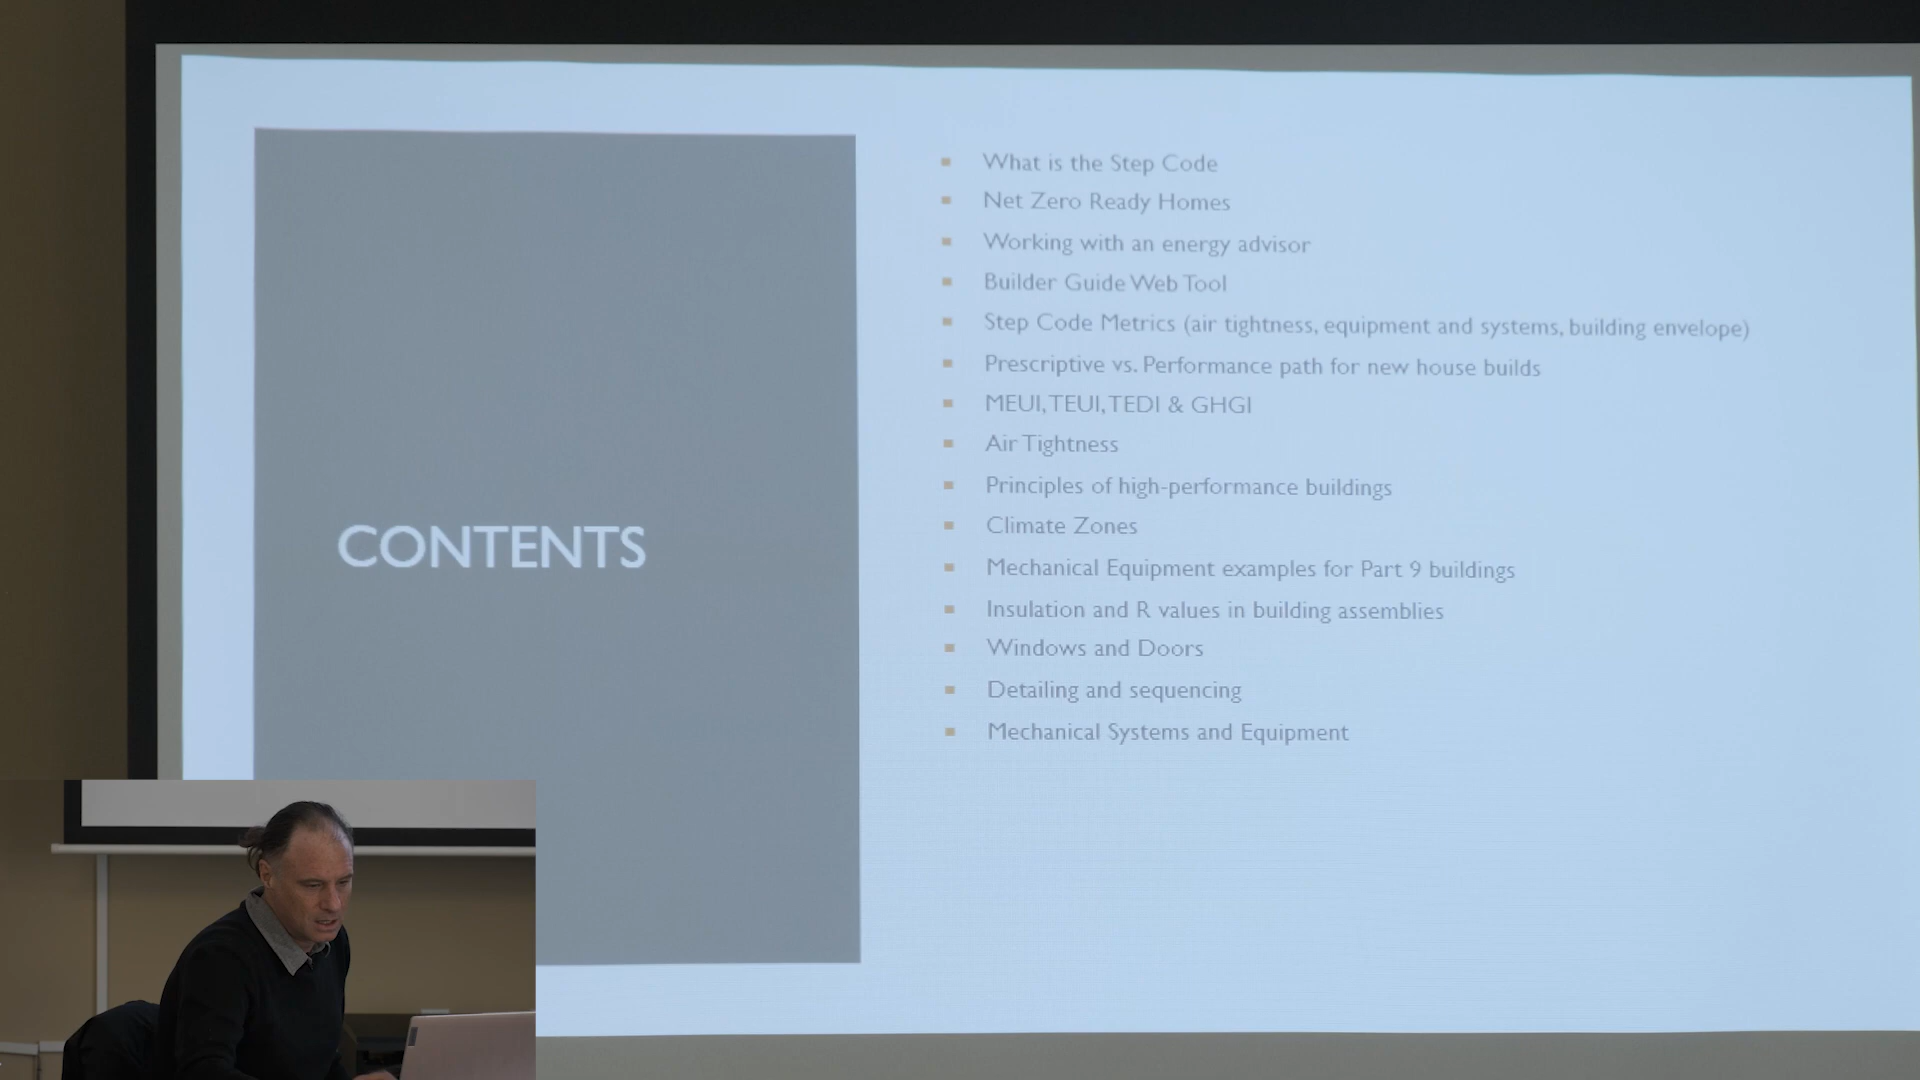 CONTENTS
What is the Step Code
Net Zero Ready Homes
Working with an energy advisor
Builder Guide Web Tool
Step Code Metrics (air tightness, equipment and systems, building envelope)
Prescriptive vs. Performance path for new house builds
MEUI, TEUI, TEDI & GHGI
Air Tightness
Principles of high-performance buildings
Climate Zones
Mechanical Equipment examples for Part 9 buildings
Insulation and R values in building assemblies
Windows and Doors
Detailing and sequencing
Mechanical Systems and Equipment